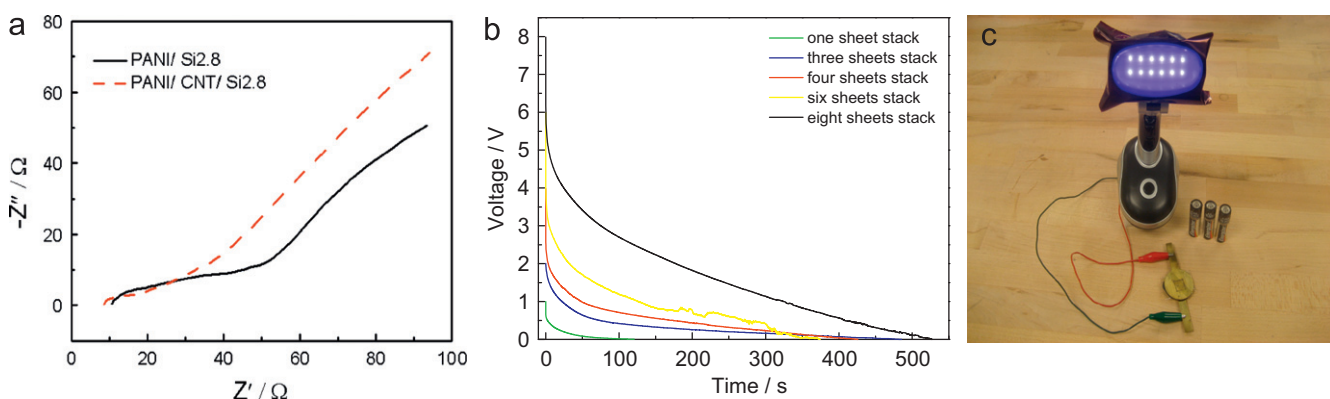 a
PANI/ Si2.8
PANI/ CNT/ Si2.8
-Z″ / Ω
80
60
40
20
0
0
20
40
60
80
100
Z′ / Ω
b
one sheet stack
three sheets stack
four sheets stack
six sheets stack
eight sheets stack
Voltage / V
8
7
6
5
4
3
2
1
0
0
100
200
300
400
500
Time / s
c